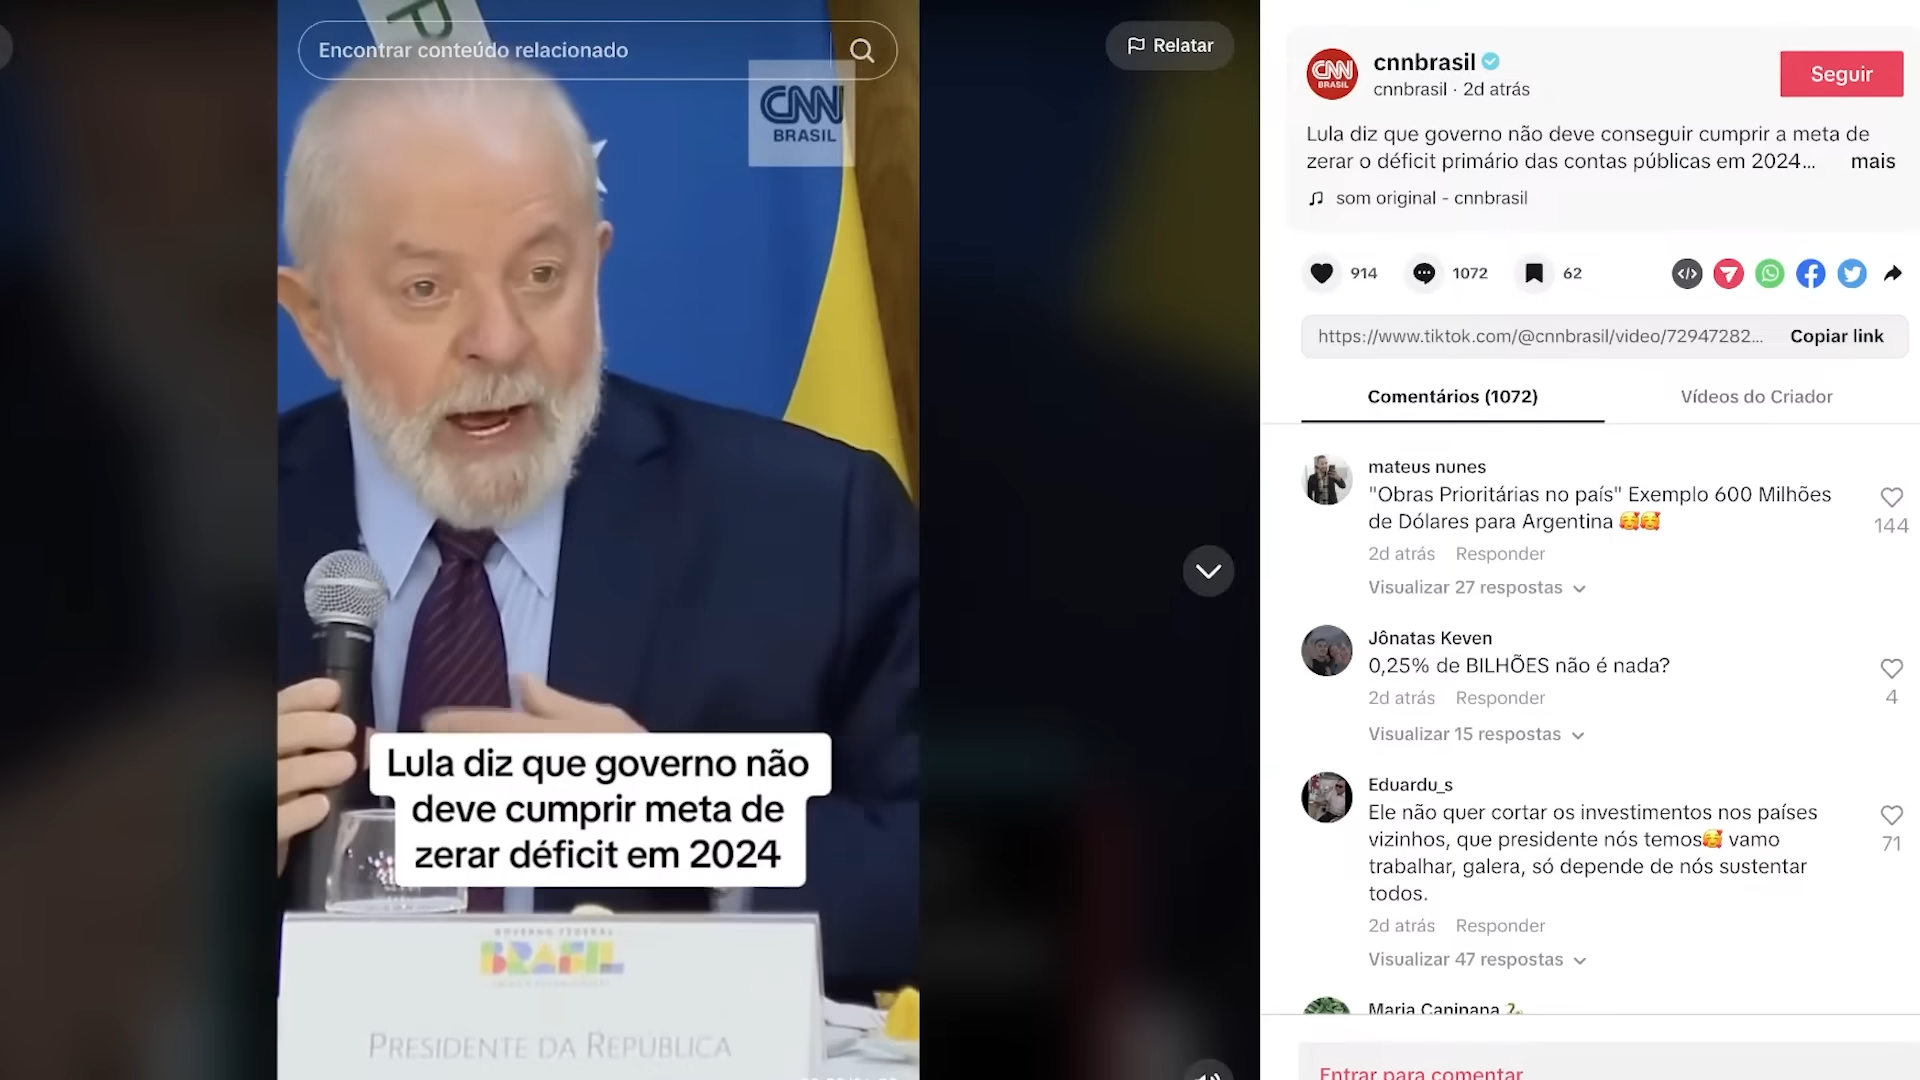 P
Encontrar conteúdo relacionado
Relatar
CNN
BRASIL
Lula diz que governo não
deve cumprir meta de
zerar déficit em 2024
GOVERNO FEDERAL
BRASIL
PRESIDENTE DA REPÚBLICA
CNN
BRASIL
cnnbrasil
cnnbrasil · 2d atrás
Seguir
Lula diz que governo não deve conseguir cumprir a meta de
zerar o déficit primário das contas públicas em 2024... mais
som original - cnnbrasil
914 1072 62
https://www.tiktok.com/@cnnbrasil/video/72947282... Copiar link
Comentários (1072) Vídeos do Criador
mateus nunes
"Obras Prioritárias no país" Exemplo 600 Milhões
de Dólares para Argentina 🥰🥰
144
2d atrás Responder
Visualizar 27 respostas
Jônatas Keven
0,25% de BILHÕES não é nada?
4
2d atrás Responder
Visualizar 15 respostas
Eduardu_s
Ele não quer cortar os investimentos nos países
vizinhos, que presidente nós temos🥰 vamo
trabalhar, galera, só depende de nós sustentar
todos.
71
2d atrás Responder
Visualizar 47 respostas
Maria Caninana
Entrar para comentar